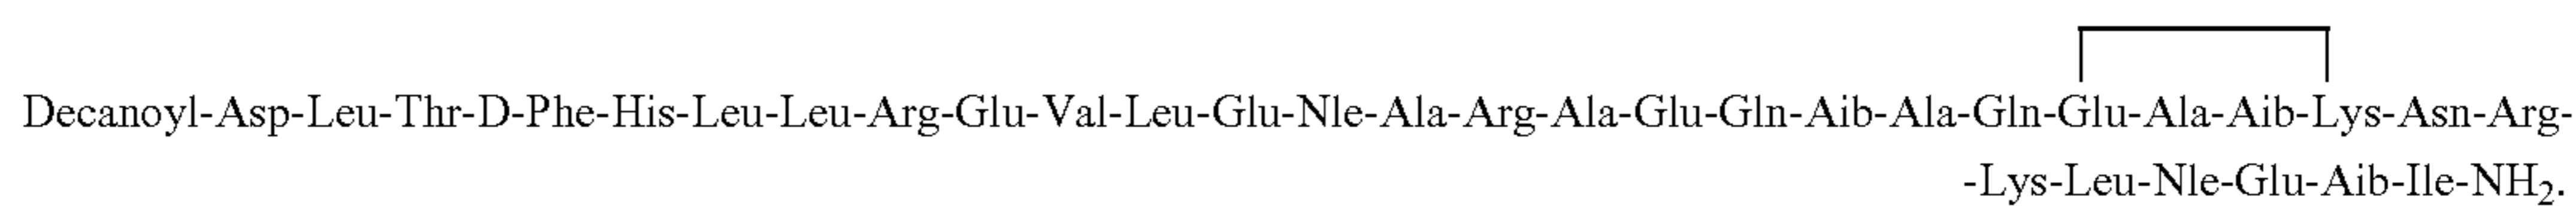 Decanoyl-Asp-Leu-Thr-D-Phe-His-Leu-Leu-Arg-Glu-Val-Leu-Glu-Nle-Ala-Arg-Ala-Glu-Gln-Aib-Ala-Gln-Glu-Ala-Aib-Lys-Asn-Arg-
-Lys-Leu-Nle-Glu-Aib-Ile-NH₂.